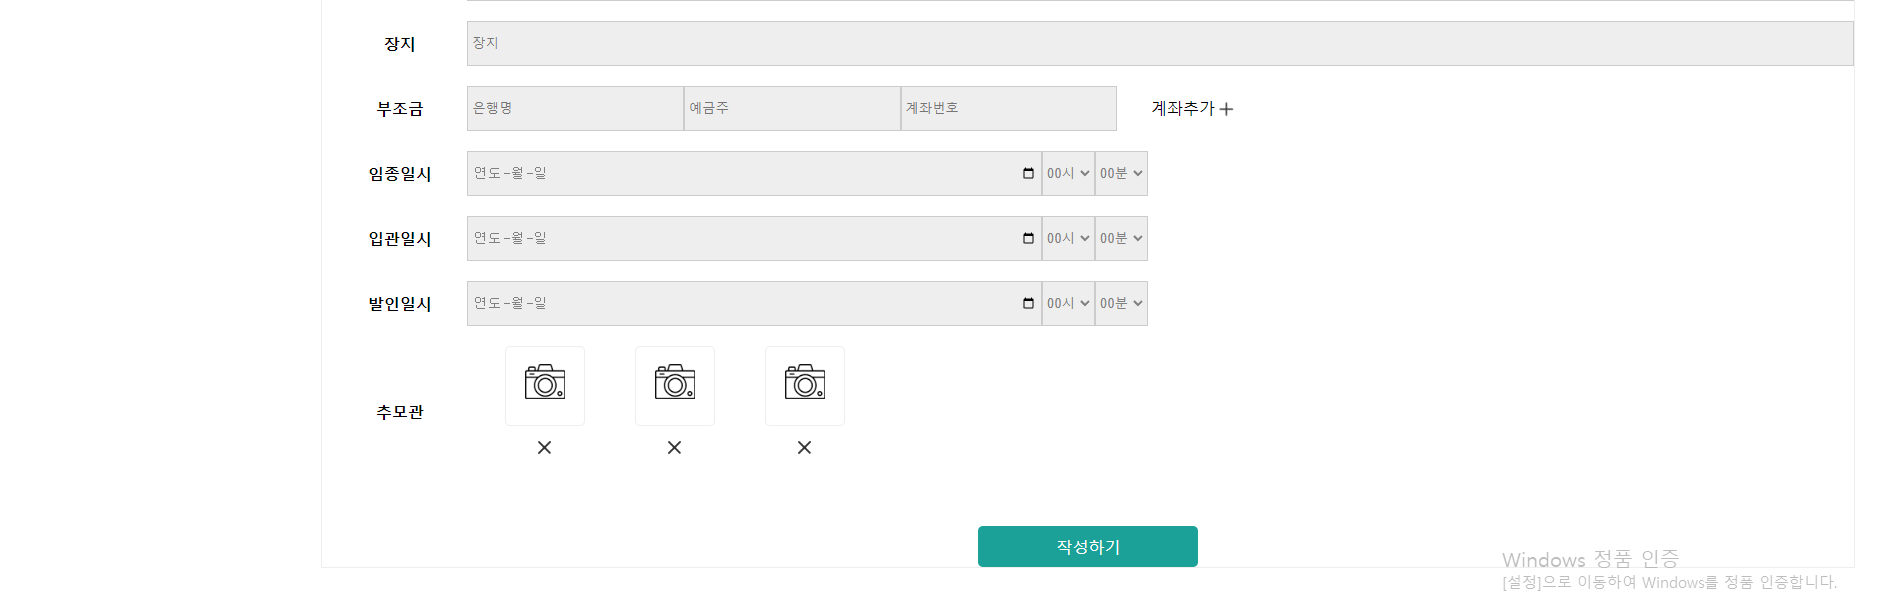 장지 장지
부조금 은행명 예금주 계좌번호 계좌추가
임종일시 연도-월-일 00시 00분
입관일시 연도-월-일 00시 00분
발인일시 연도-월-일 00시 00분
추모관
작성하기
Windows 정품 인증
[설정]으로 이동하여 Windows를 정품 인증합니다.